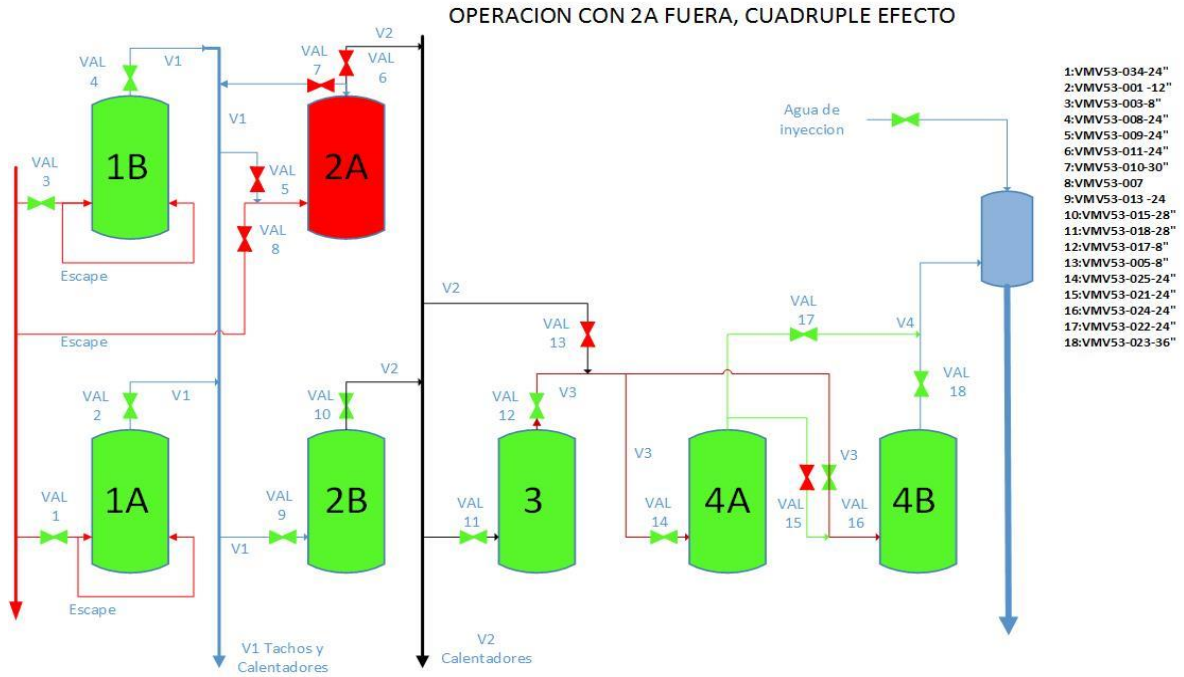 OPERACION CON 2A FUERA, CUADRUPLE EFECTO
VAL
4
V1
VAL
7
VAL
6
V2
1B
V1
2A
VAL
3
VAL
5
VAL
8
Escape
Agua de
inyeccion
1:VMV53-034-24"
2:VMV53-001 -12"
3:VMV53-003-8"
4:VMV53-008-24"
5:VMV53-009-24"
6:VMV53-011-24"
7:VMV53-010-30"
8:VMV53-007
9:VMV53-013 -24
10:VMV53-015-28"
11:VMV53-018-28"
12:VMV53-017-8"
13:VMV53-005-8"
14:VMV53-025-24"
15:VMV53-021-24"
16:VMV53-024-24"
17:VMV53-022-24"
18:VMV53-023-36"
V2
Escape
VAL
13
VAL
17
V4
VAL
2
V1
VAL
10
V2
VAL
12
V3
VAL
18
1A
2B
3
4A
4B
V3
V3
VAL
1
VAL
9
V1
VAL
11
VAL
14
VAL
15
VAL
16
Escape
V1 Tachos y
Calentadores
V2
Calentadores